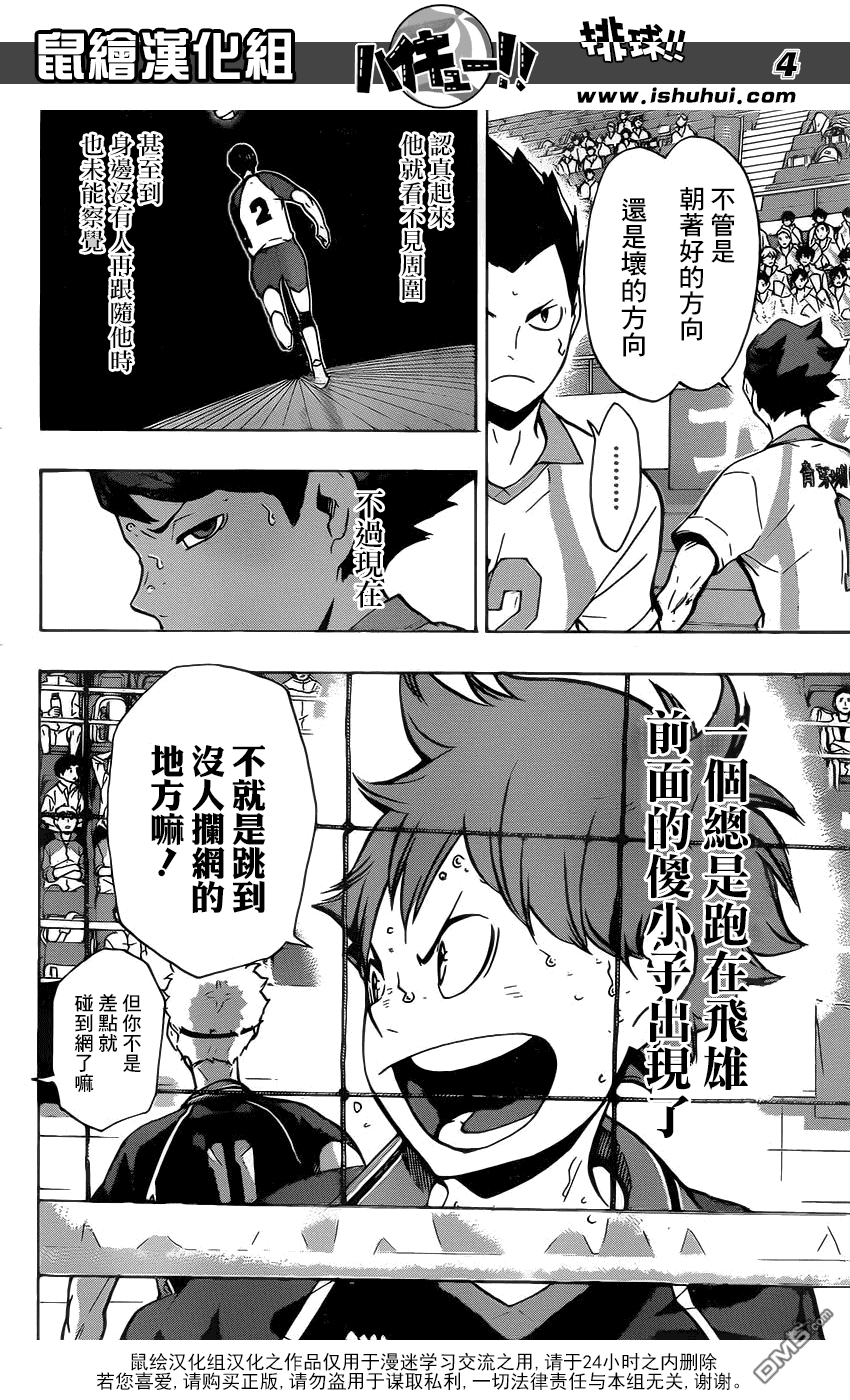 鼠繪漢化組
ハイキュー!!
排球!!
4
www.ishuhui.com
不管是
朝著好的方向
還是壞的方向
………
青葉城
2
認真起來
他就看不見周圍
甚至到
身邊沒有人再跟隨他時
也未能察覺
2
不過現在
一個總是跑在飛雄
前面的傻小子出現了
不就是跳到
沒人攔網的
地方嘛！
但你不是
差點就
碰到網了嘛
鼠绘汉化组汉化之作品仅用于漫迷学习交流之用, 请于24小时之内删除
若您喜爱, 请购买正版, 请勿用于谋取私利, 一切法律责任与本组无关, 谢谢。
DM5.com